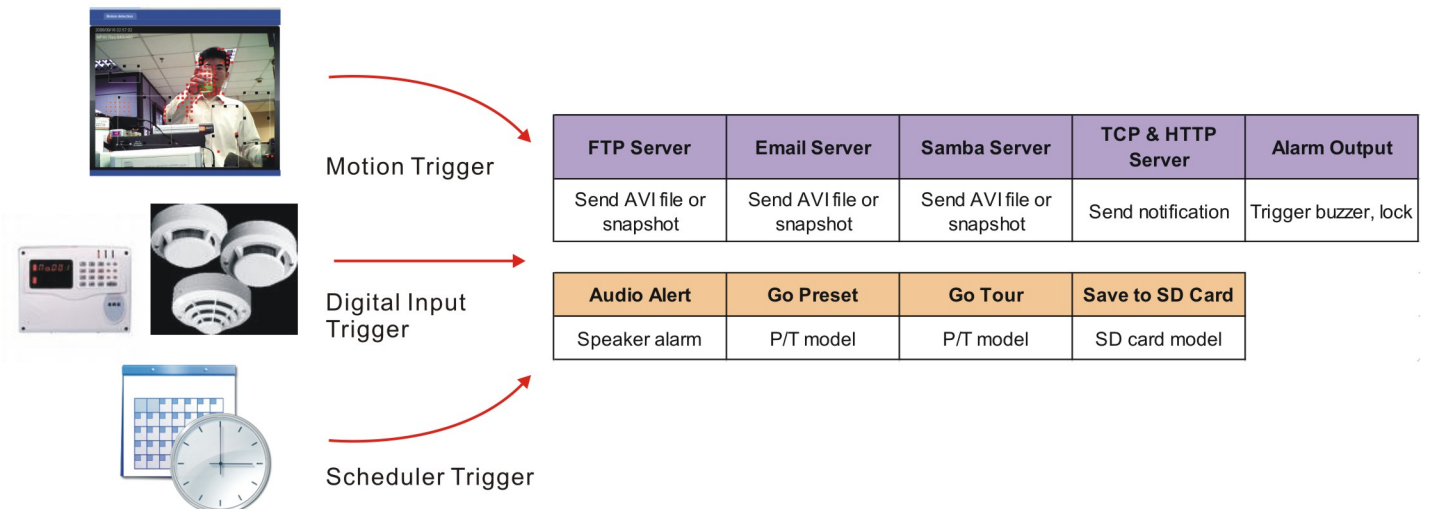 Motion detection
Motion Trigger
Digital Input
Trigger
Scheduler Trigger
FTP Server
Email Server
Samba Server
TCP & HTTP
Server
Alarm Output
Send AVI file or
snapshot
Send AVI file or
snapshot
Send AVI file or
snapshot
Send notification
Trigger buzzer, lock
Audio Alert
Go Preset
Go Tour
Save to SD Card
Speaker alarm
P/T model
P/T model
SD card model